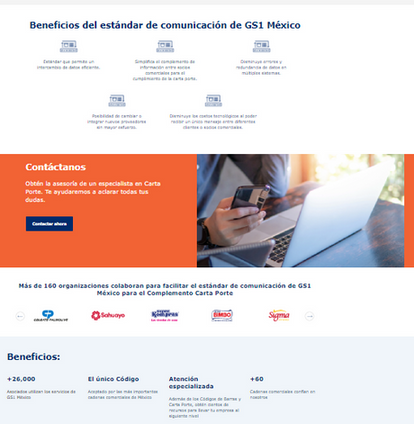 Beneficios del estándar de comunicación de GS1 México
Estándar que permite un
intercambio de datos eficiente.
Simplifica el complemento de
información entre socios
comerciales para el
cumplimiento de la carta porte.
Disminuye errores y
redundancia de datos en
múltiples sistemas.
Posibilidad de cambiar y
integrar nuevos proveedores
sin mayor esfuerzo.
Disminuye los costos tecnológicos al poder
recibir un único mensaje entre diferentes
clientes o socios comerciales.
Contáctanos
Obtén la asesoría de un especialista en Carta
Porte. Te ayudaremos a aclarar todas tus
dudas.
Contactar ahora
Más de 160 organizaciones colaboran para facilitar el estándar de comunicación de GS1
México para el Complemento Carta Porte
Sahuayo
Kompras
BIMBO
Sigma
Beneficios:
+26,000
Asociados utilizan los servicios de
GS1 México
El único Código
Aceptado por las más importantes
cadenas comerciales de México
Atención
especializada
Además de los Códigos de Barras y
Carta Porte, obtén cientos de
recursos para llevar tu empresa al
siguiente nivel
+60
Cadenas comerciales confían en
nosotros